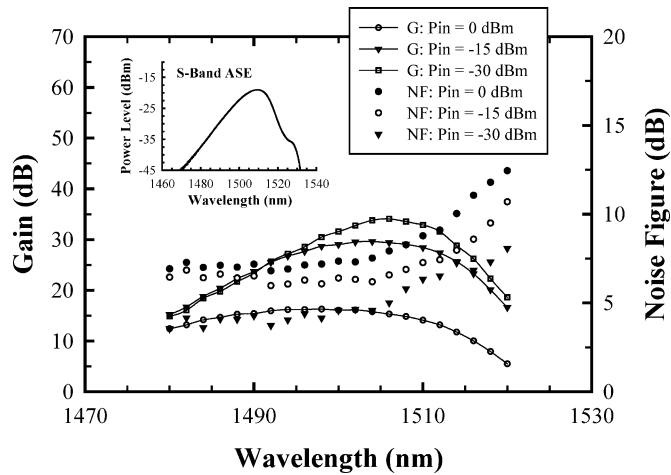 G: Pin = 0 dBm
G: Pin = -15 dBm
G: Pin = -30 dBm
NF: Pin = 0 dBm
NF: Pin = -15 dBm
NF: Pin = -30 dBm
S-Band ASE
Power Level (dBm)
-15
-25
-35
-45
1460 1480 1500 1520 1540
Wavelength (nm)
Gain (dB)
70
60
50
40
30
20
10
0
Noise Figure (dB)
20
15
10
5
0
1470 1490 1510 1530
Wavelength (nm)